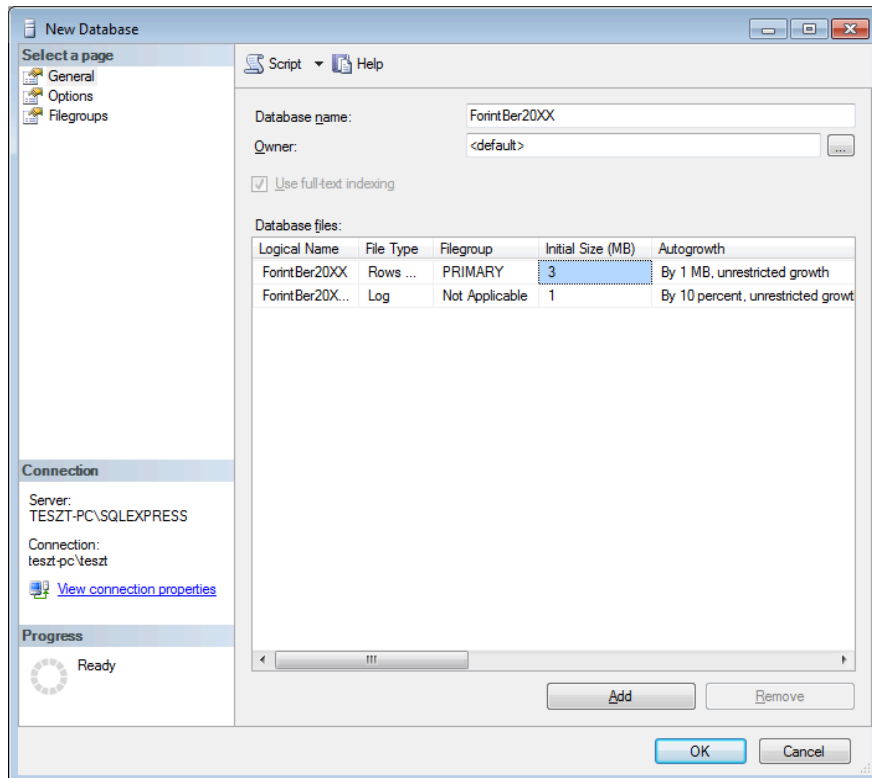 New Database
Select a page
General
Options
Filegroups
Script Help
Database name: ForintBer20XX
Owner: <default>
...
Use full-text indexing
Database files:
Logical Name File Type Filegroup Initial Size (MB) Autogrowth
ForintBer20XX Rows ... PRIMARY 3 By 1 MB, unrestricted growth
ForintBer20X... Log Not Applicable 1 By 10 percent, unrestricted growt
Connection
Server:
TESZT-PC\SQLEXPRESS
Connection:
teszt-pc\teszt
View connection properties
Progress
Ready
Add Remove
OK Cancel